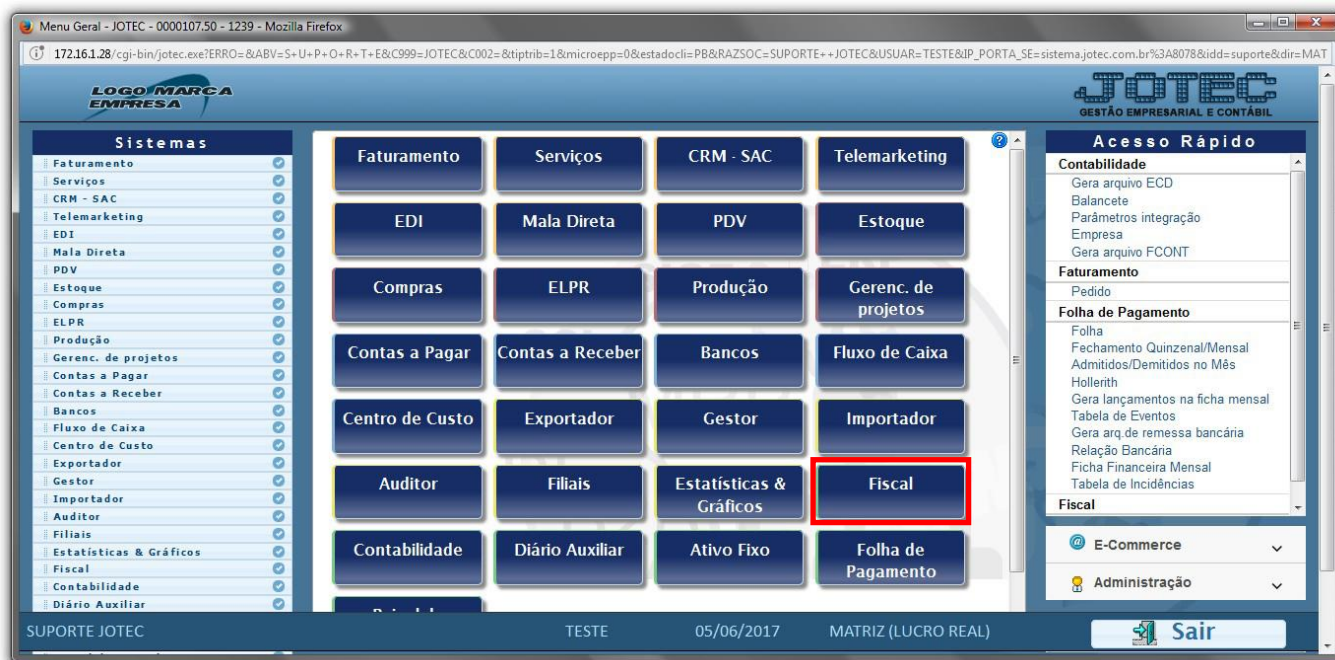 Menu Geral - JOTEC - 0000107.50 - 1239 - Mozilla Firefox
172.16.1.28/cgi-bin/jotec.exe?ERRO=&ABV=S+U+P+O+R+T+E&C999=JOTEC&C002=&tiptrib=1&microepp=0&estadocli=PB&RAZSOC=SUPORTE++JOTEC&USUAR=TESTE&IP_PORTA_SE=sistema.jotec.com.br%3A8078&idd=suporte&dir=MAT
LOGO MARCA
EMPRESA
JOTEC
GESTÃO EMPRESARIAL E CONTÁBIL
Sistemas
Faturamento
Serviços
CRM - SAC
Telemarketing
EDI
Mala Direta
PDV
Estoque
Compras
ELPR
Produção
Gerenc. de projetos
Contas a Pagar
Contas a Receber
Bancos
Fluxo de Caixa
Centro de Custo
Exportador
Gestor
Importador
Auditor
Filiais
Estatísticas & Gráficos
Fiscal
Contabilidade
Diário Auxiliar
Faturamento
Serviços
CRM - SAC
Telemarketing
EDI
Mala Direta
PDV
Estoque
Compras
ELPR
Produção
Gerenc. de
projetos
Contas a Pagar
Contas a Receber
Bancos
Fluxo de Caixa
Centro de Custo
Exportador
Gestor
Importador
Auditor
Filiais
Estatísticas &
Gráficos
Fiscal
Contabilidade
Diário Auxiliar
Ativo Fixo
Folha de
Pagamento
Acesso Rápido
Contabilidade
Gera arquivo ECD
Balancete
Parâmetros integração
Empresa
Gera arquivo FCONT
Faturamento
Pedido
Folha de Pagamento
Folha
Fechamento Quinzenal/Mensal
Admitidos/Demitidos no Mês
Hollerith
Gera lançamentos na ficha mensal
Tabela de Eventos
Gera arq.de remessa bancária
Relação Bancária
Ficha Financeira Mensal
Tabela de Incidências
Fiscal
E-Commerce
Administração
SUPORTE JOTEC
TESTE
05/06/2017
MATRIZ (LUCRO REAL)
Sair